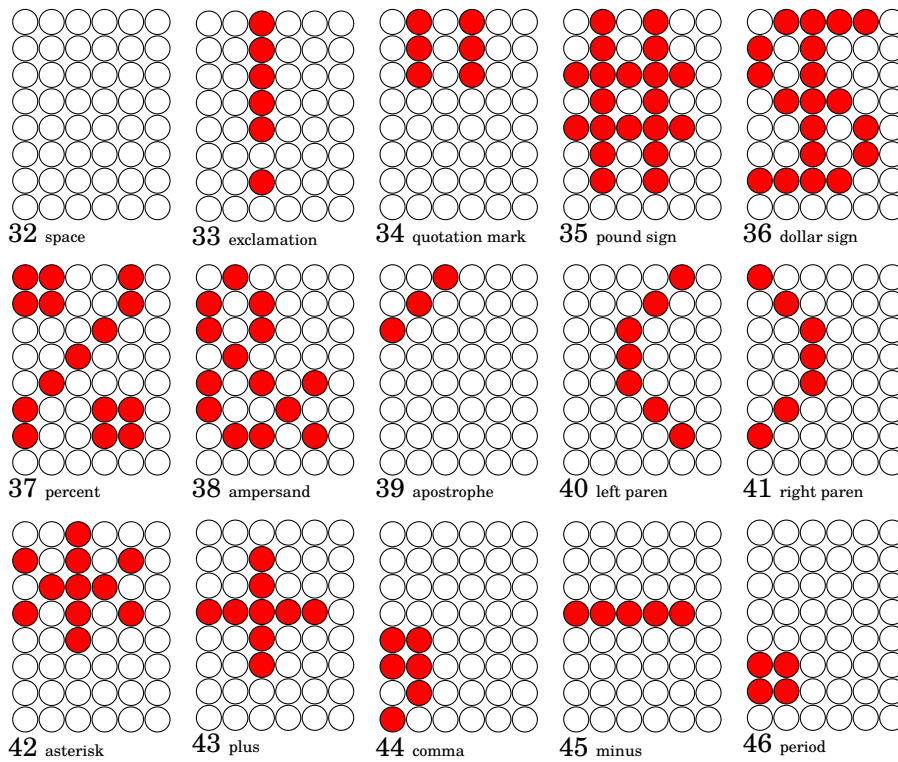 32 space 33 exclamation 34 quotation mark 35 pound sign 36 dollar sign
37 percent 38 ampersand 39 apostrophe 40 left paren 41 right paren
42 asterisk 43 plus 44 comma 45 minus 46 period